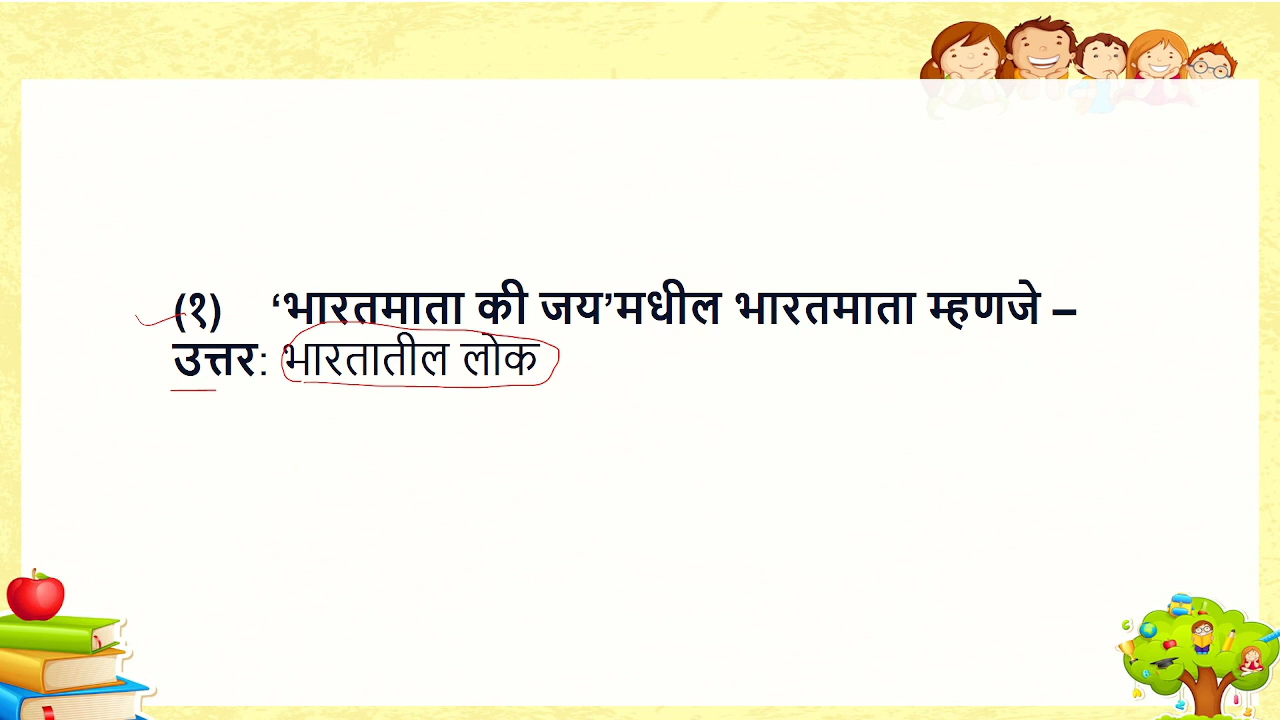 (१) ‘भारतमाता की जय’मधील भारतमाता म्हणजे –
उत्तर: भारतातील लोक